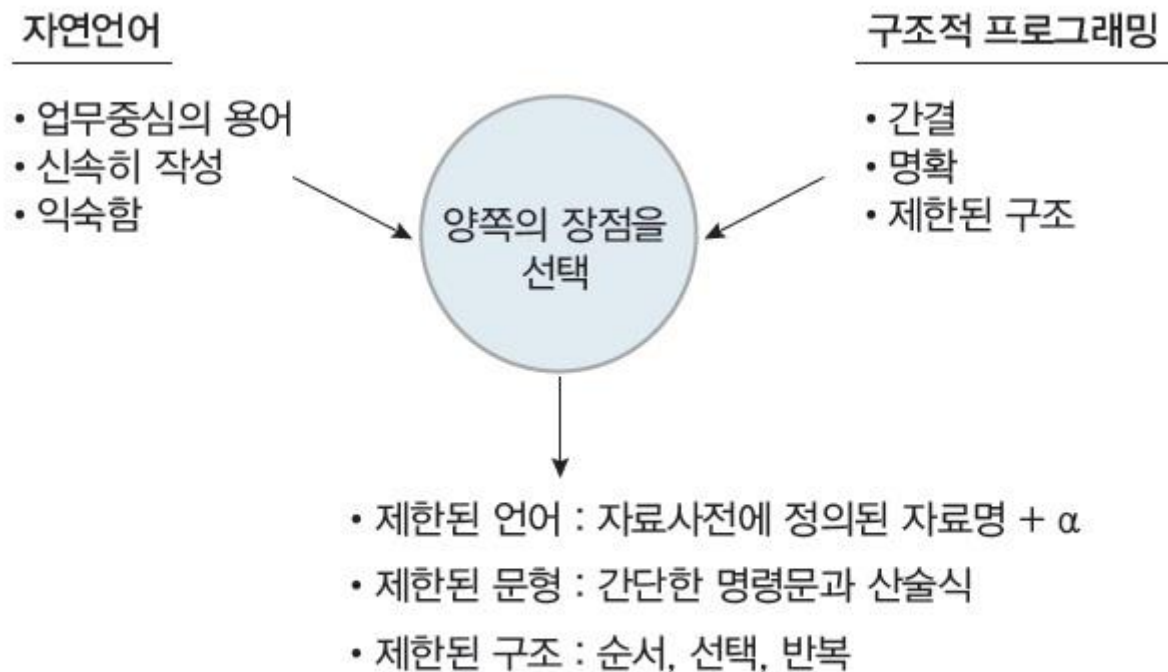 자연언어
• 업무중심의 용어
• 신속히 작성
• 익숙함
구조적 프로그래밍
• 간결
• 명확
• 제한된 구조
양쪽의 장점을
선택
• 제한된 언어 : 자료사전에 정의된 자료명 + α
• 제한된 문형 : 간단한 명령문과 산술식
• 제한된 구조 : 순서, 선택, 반복